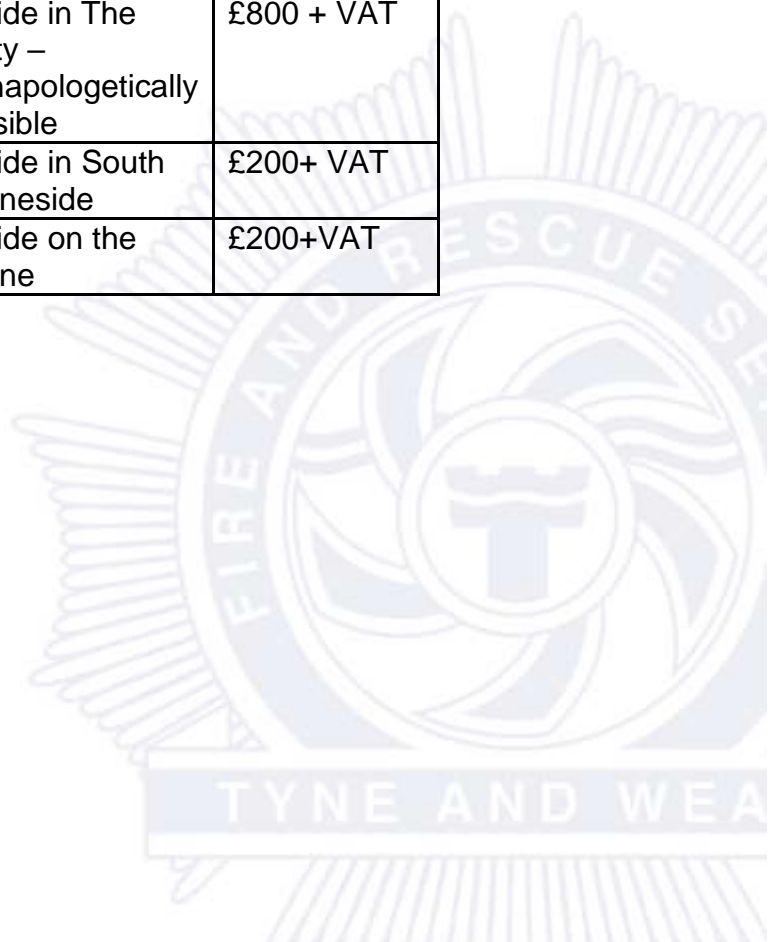 ide in The £800 + VAT
ty –
napologetically
sible
ide in South £200+ VAT
neside
ide on the £200+VAT
ne
FIRE AND RESCUE SE
TYNE AND WEA